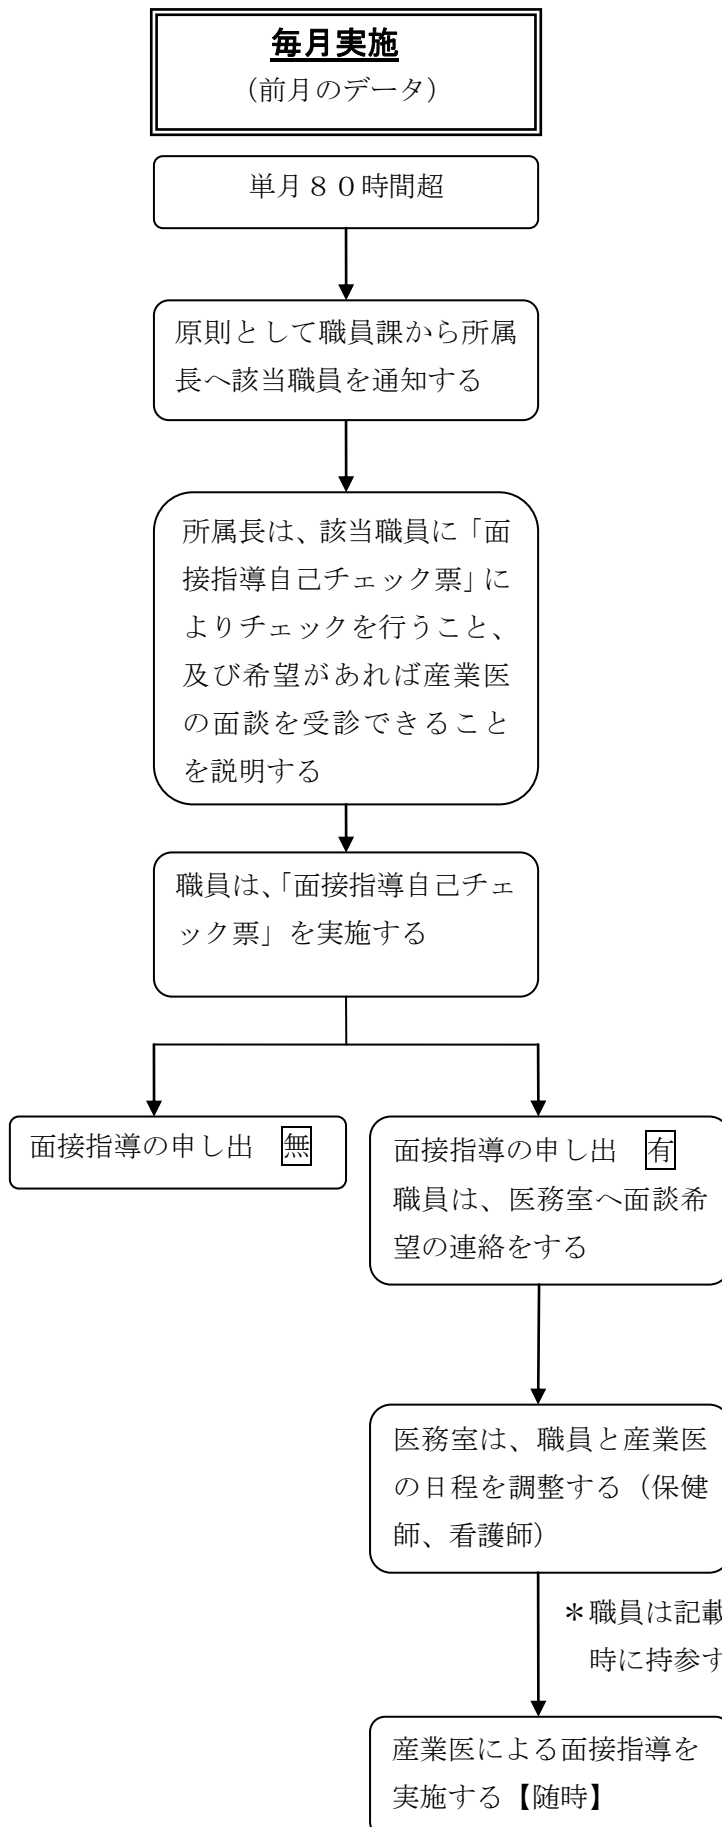 毎月実施
（前月のデータ）
単月８０時間超
原則として職員課から所属
長へ該当職員を通知する
所属長は、該当職員に「面
接指導自己チェック票」に
よりチェックを行うこと、
及び希望があれば産業医
の面談を受診できること
を説明する
職員は、「面接指導自己チェ
ック票」を実施する
面接指導の申し出　無
面接指導の申し出　有
職員は、医務室へ面談希
望の連絡をする
医務室は、職員と産業医
の日程を調整する（保健
師、看護師）
＊職員は記載
時に持参す
産業医による面接指導を
実施する【随時】